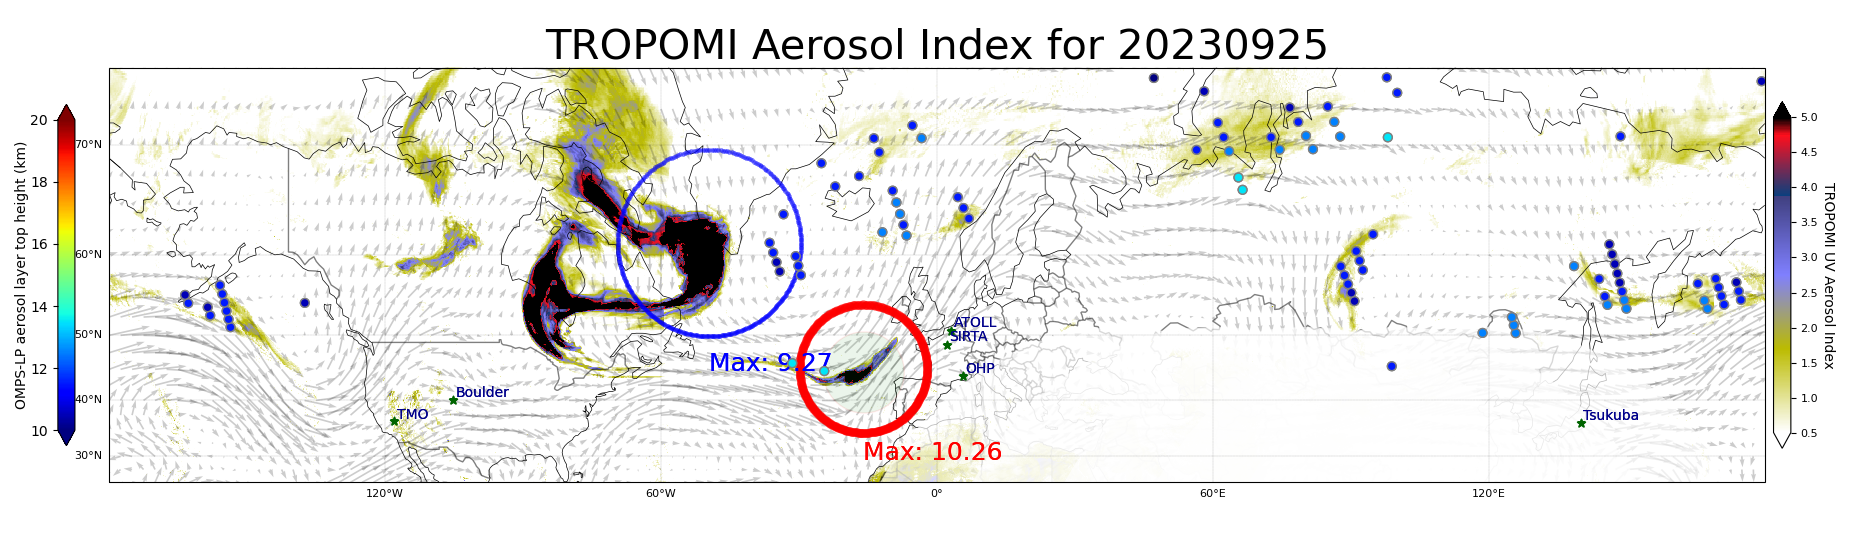 TROPOMI Aerosol Index for 20230925
OMPS-LP aerosol layer top height (km)
20
18
16
14
12
10
70°N
60°N
50°N
40°N
30°N
120°W
60°W
0°
60°E
120°E
ATOLL
SIRTA
OHP
Max: 9.27
Boulder
TMO
Tsukuba
Max: 10.26
5.0
4.5
4.0
3.5
3.0
2.5
2.0
1.5
1.0
0.5
TROPOMI UV Aerosol Index